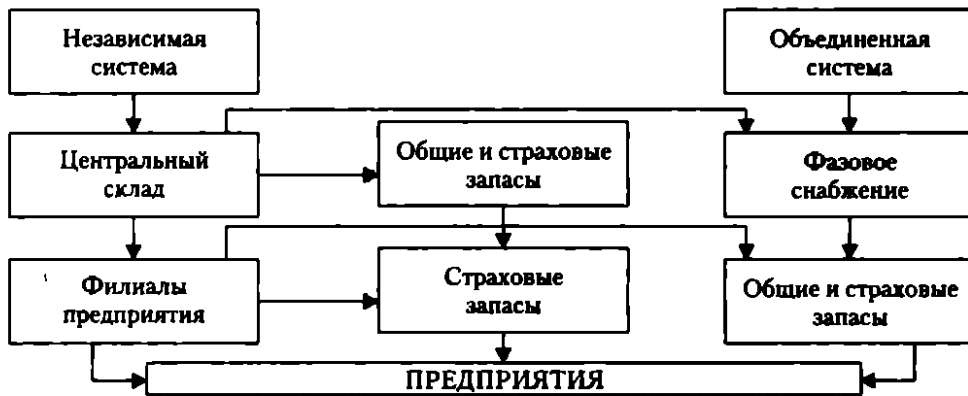 Независимая
система
Объединенная
система
Центральный
склад
Общие и страховые
запасы
Фазовое
снабжение
Филиалы
предприятия
Страховые
запасы
Общие и страховые
запасы
ПРЕДПРИЯТИЯ